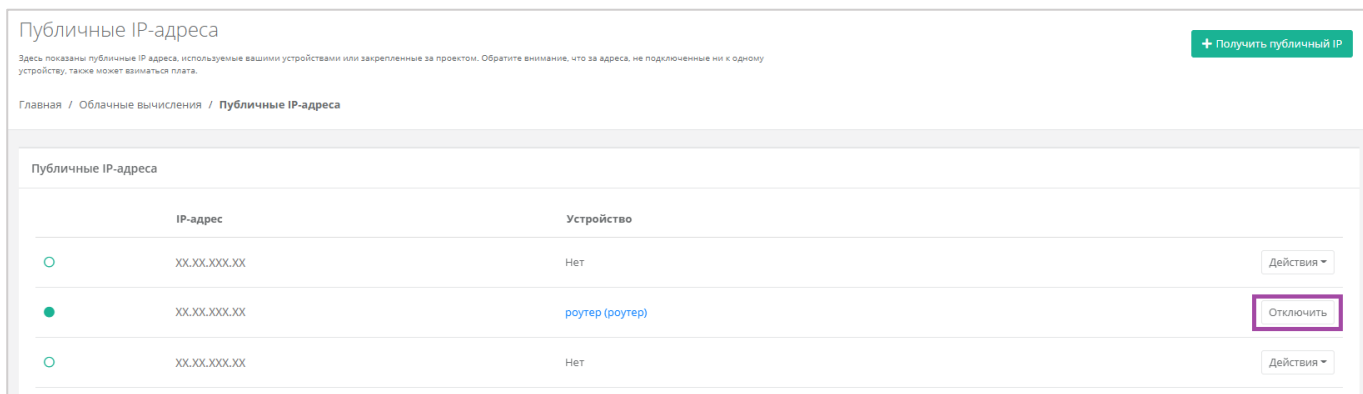 Публичные IP-адреса
+ Получить публичный IP
Здесь показаны публичные IP адреса, используемые вашими устройствами или закрепленные за проектом. Обратите внимание, что за адреса, не подключенные ни к одному
устройству, также может взиматься плата.
Главная / Облачные вычисления / Публичные IP-адреса
Публичные IP-адреса
IP-адрес Устройство
XX.XX.XXX.XX Нет Действия
XX.XX.XXX.XX роутер (роутер) Отключить
XX.XX.XXX.XX Нет Действия